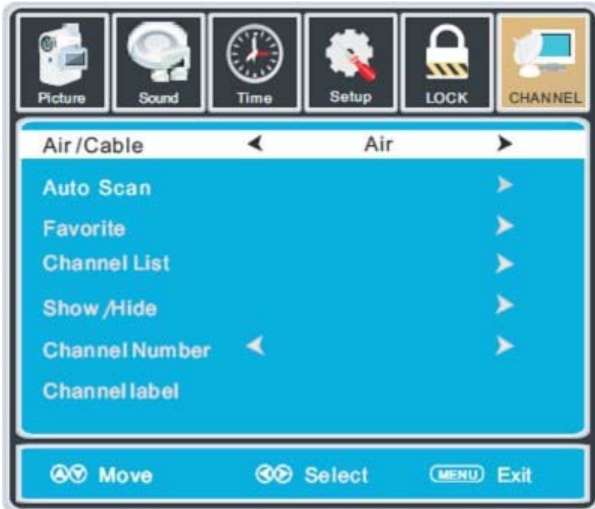 Picture Sound Time Setup LOCK CHANNEL
Air/Cable Air
Auto Scan
Favorite
Channel List
Show/Hide
Channel Number
Channel label
Move Select MENU Exit